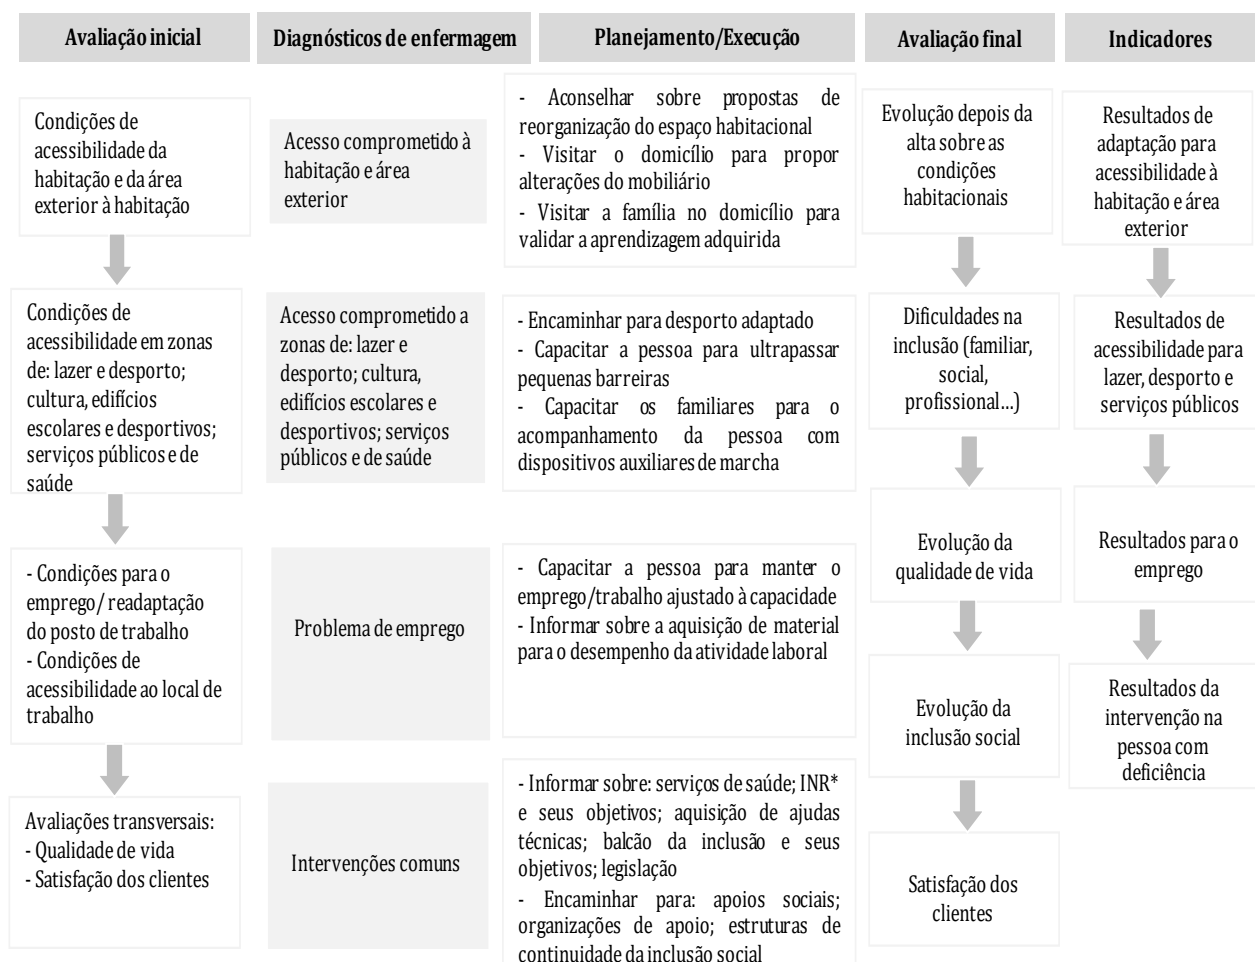 Avaliação inicial
Diagnósticos de enfermagem
Planejamento/Execução
Avaliação final
Indicadores
Condições de
acessibilidade da
habitação e da área
exterior à habitação
Acesso comprometido à
habitação e área
exterior
- Aconselhar sobre propostas de
reorganização do espaço habitacional
- Visitar o domicílio para propor
alterações do mobiliário
- Visitar a família no domicílio para
validar a aprendizagem adquirida
Evolução depois da
alta sobre as
condições
habitacionais
Resultados de
adaptação para
acessibilidade à
habitação e área
exterior
Condições de
acessibilidade em zonas
de: lazer e desporto;
cultura, edifícios
escolares e desportivos;
serviços públicos e de
saúde
Acesso comprometido a
zonas de: lazer e
desporto; cultura,
edifícios escolares e
desportivos; serviços
públicos e de saúde
- Encaminhar para desporto adaptado
- Capacitar a pessoa para ultrapassar
pequenas barreiras
- Capacitar os familiares para o
acompanhamento da pessoa com
dispositivos auxiliares de marcha
Dificuldades na
inclusão (familiar,
social,
profissional...)
Resultados de
acessibilidade para
lazer, desporto e
serviços públicos
- Condições para o
emprego/ readaptação
do posto de trabalho
- Condições de
acessibilidade ao local de
trabalho
Problema de emprego
- Capacitar a pessoa para manter o
emprego/trabalho ajustado à capacidade
- Informar sobre a aquisição de material
para o desempenho da atividade laboral
Evolução da
qualidade de vida
Resultados para o
emprego
Evolução da
inclusão social
Resultados da
intervenção na
pessoa com
deficiência
Avaliações transversais:
- Qualidade de vida
- Satisfação dos clientes
Intervenções comuns
- Informar sobre: serviços de saúde; INR*
e seus objetivos; aquisição de ajudas
técnicas; balcão da inclusão e seus
objetivos; legislação
- Encaminhar para: apoios sociais;
organizações de apoio; estruturas de
continuidade da inclusão social
Satisfação dos
clientes